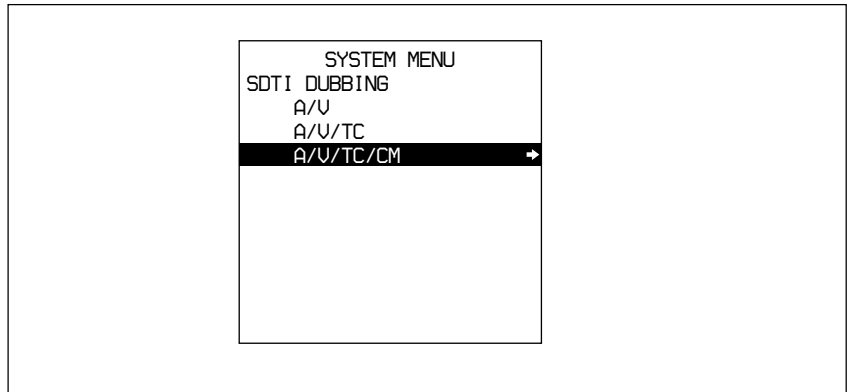 SYSTEM MENU
SDTI DUBBING
A/V
A/V/TC
A/V/TC/CM →